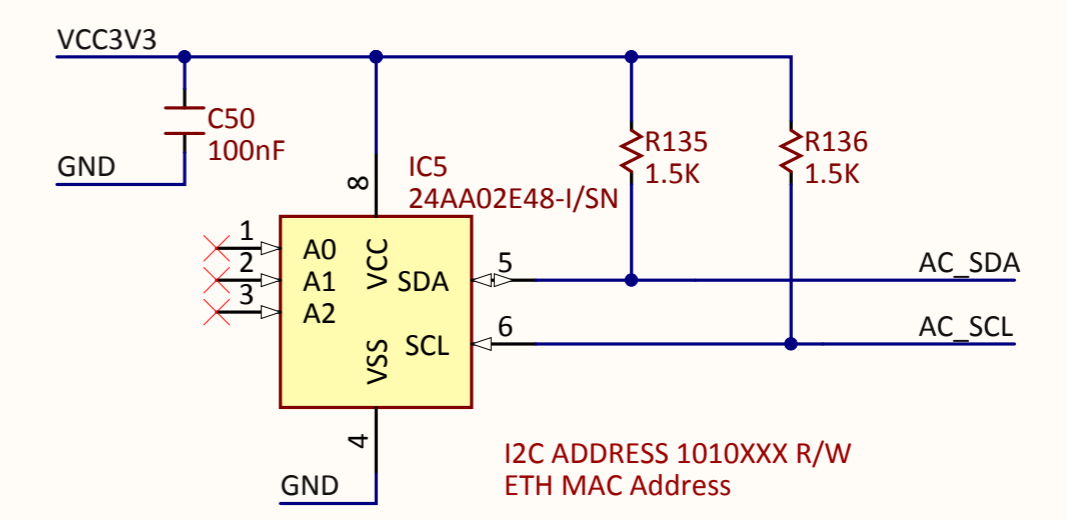 VCC3V3
C50
100nF
GND
R135
1.5K
R136
1.5K
8
IC5
24AA02E48-I/SN
1
2
3
A0
A1
A2
VCC
VSS
SDA
SCL
5
6
AC_SDA
AC_SCL
4
GND
I2C ADDRESS 1010XXX R/W
ETH MAC Address